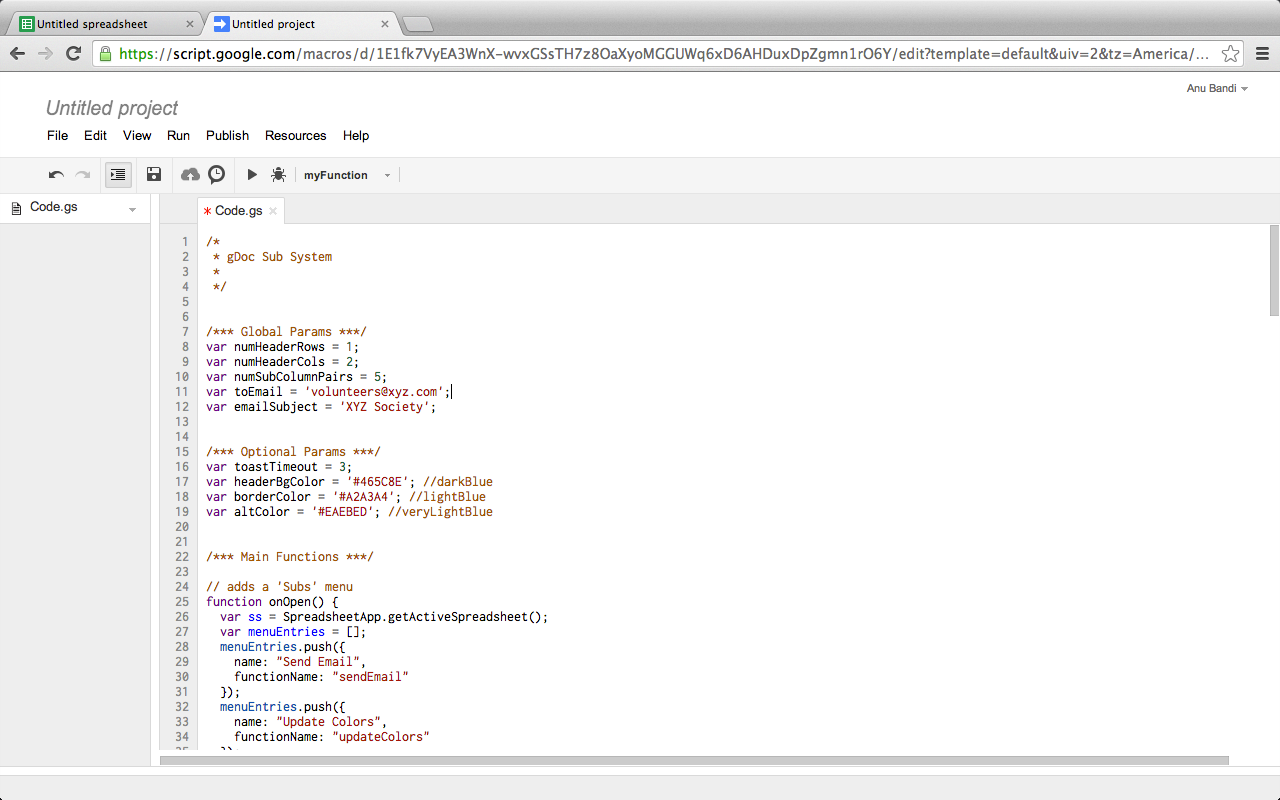 Untitled spreadsheet
Untitled project
https://script.google.com/macros/d/1E1fk7VyEA3WnX-wvxGSsTH7z8OaXyoMGGUWq6xD6AHDuxDpZgmn1rO6Y/edit?template=default&uiv=2&tz=America/...
Anu Bandi
Untitled project
File Edit View Run Publish Resources Help
myFunction
Code.gs
* Code.gs
1 /*
2 * gDoc Sub System
3 *
4 */
5
6
7 /*** Global Params ***/
8 var numHeaderRows = 1;
9 var numHeaderCols = 2;
10 var numSubColumnPairs = 5;
11 var toEmail = 'volunteers@xyz.com';
12 var emailSubject = 'XYZ Society';
13
14
15 /*** Optional Params ***/
16 var toastTimeout = 3;
17 var headerBgColor = '#465C8E'; //darkBlue
18 var borderColor = '#A2A3A4'; //lightBlue
19 var altColor = '#EAEBED'; //veryLightBlue
20
21
22 /*** Main Functions ***/
23
24 // adds a 'Subs' menu
25 function onOpen() {
26 var ss = SpreadsheetApp.getActiveSpreadsheet();
27 var menuEntries = [];
28 menuEntries.push({
29 name: "Send Email",
30 functionName: "sendEmail"
31 });
32 menuEntries.push({
33 name: "Update Colors",
34 functionName: "updateColors"